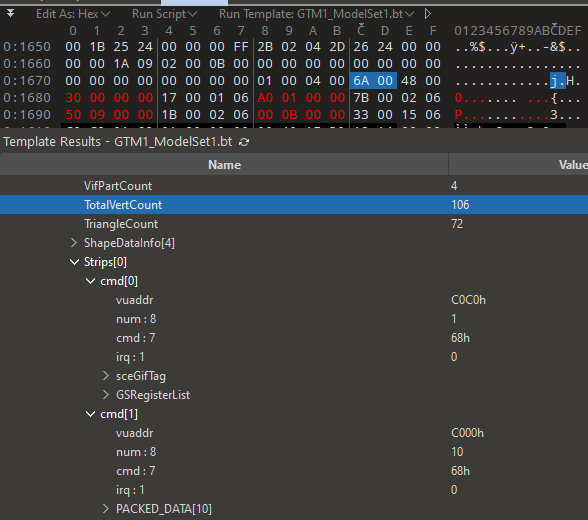 Edit As: Hex Run Script Run Template: GTM1_ModelSet1.bt
0 1 2 3 4 5 6 7 8 9 A B C D E F 0123456789ABCDEF
0:1650 00 1B 25 24 00 00 00 FF 2B 02 04 2D 26 24 00 00 ..%$...ÿ+..-&$..
0:1660 00 00 1A 09 02 00 0B 00 00 00 00 00 00 00 00 00 ................
0:1670 00 00 00 00 00 00 00 00 01 00 04 00 6A 00 48 00 ............j.H.
0:1680 30 00 00 00 17 00 01 06 A0 01 00 00 7B 00 02 06 0....... ...{...
0:1690 50 09 00 00 1B 00 02 06 00 0B 00 00 33 00 15 06 P...........3...
Template Results - GTM1_ModelSet1.bt
Name Value
VifPartCount 4
TotalVertCount 106
TriangleCount 72
ShapeDataInfo[4]
Strips[0]
cmd[0]
vuaddr C0C0h
num : 8 1
cmd : 7 68h
irq : 1 0
sceGifTag
GSRegisterList
cmd[1]
vuaddr C000h
num : 8 10
cmd : 7 68h
irq : 1 0
PACKED_DATA[10]